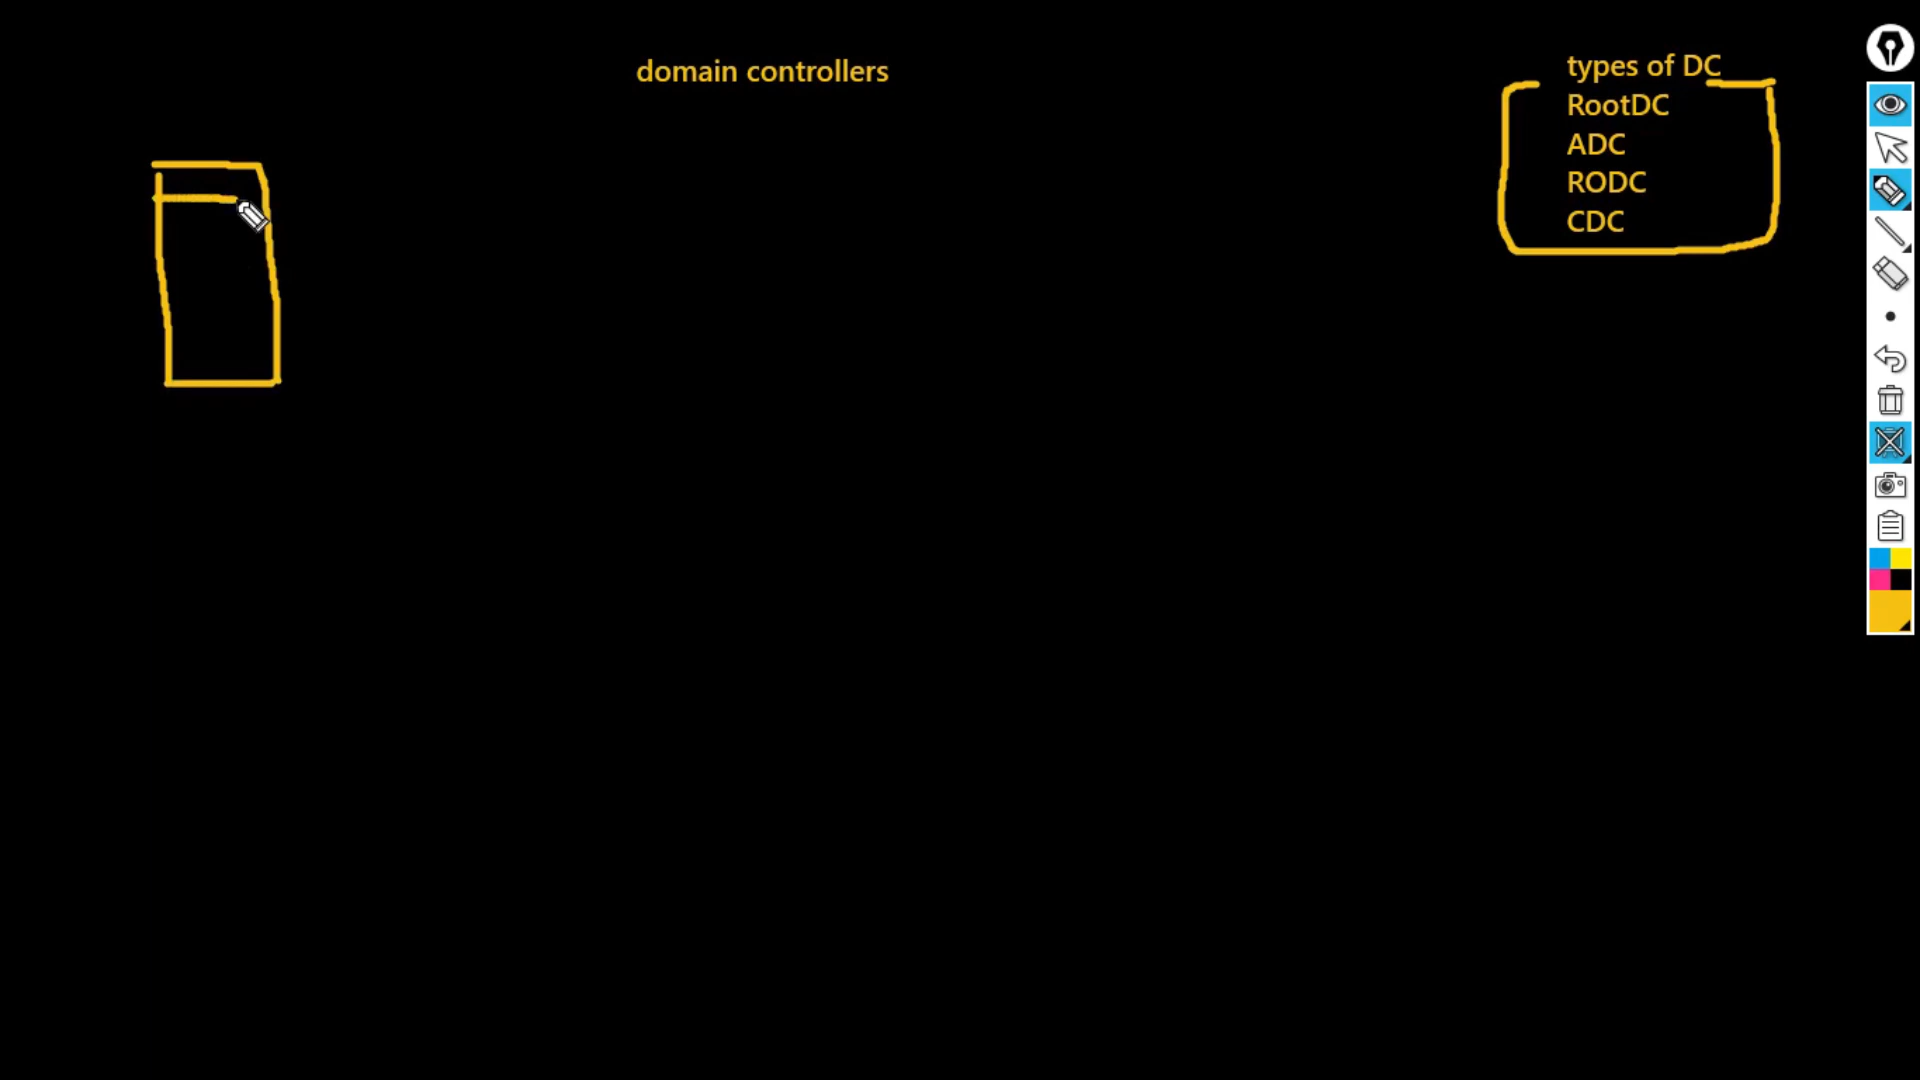 domain controllers
types of DC
RootDC
ADC
RODC
CDC